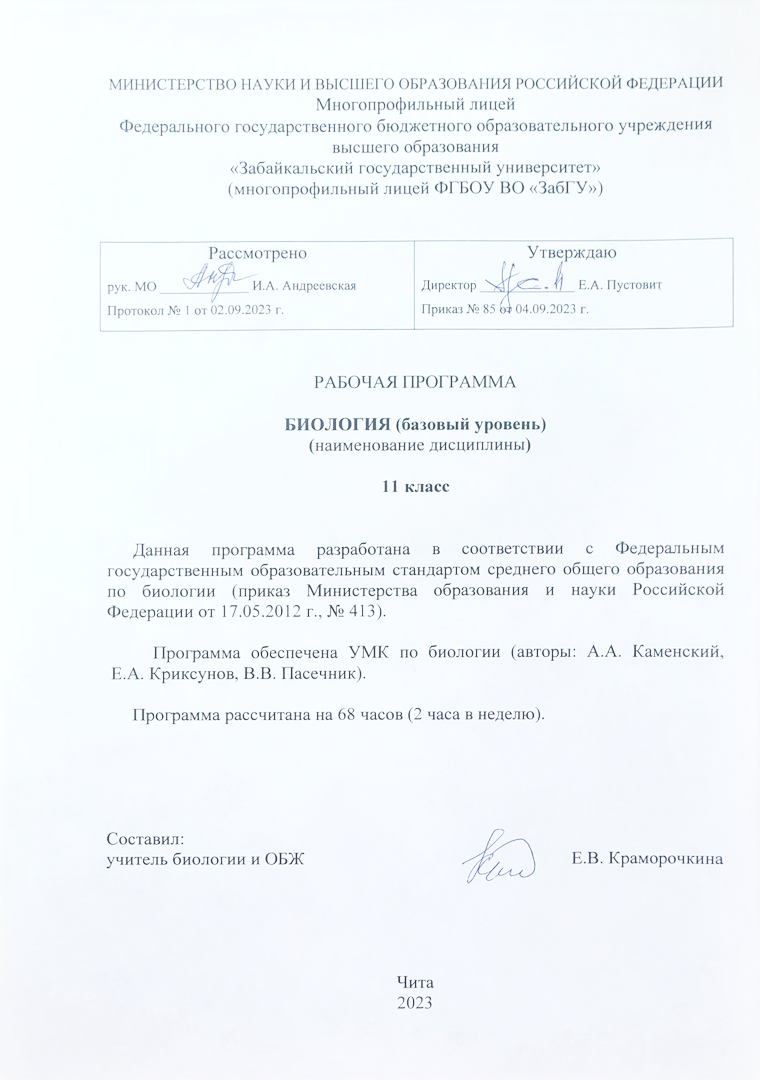 МИНИСТЕРСТВО НАУКИ И ВЫСШЕГО ОБРАЗОВАНИЯ РОССИЙСКОЙ ФЕДЕРАЦИИ
Многопрофильный лицей
Федерального государственного бюджетного образовательного учреждения
высшего образования
«Забайкальский государственный университет»
(многопрофильный лицей ФГБОУ ВО «ЗабГУ»)
Рассмотрено
рук. МО ______________ И.А. Андреевская
Протокол № 1 от 02.09.2023 г.
Утверждаю
Директор ______________ Е.А. Пустовит
Приказ № 85 от 04.09.2023 г.
РАБОЧАЯ ПРОГРАММА
БИОЛОГИЯ (базовый уровень)
(наименование дисциплины)
11 класс
Данная программа разработана в соответствии с Федеральным
государственным образовательным стандартом среднего общего образования
по биологии (приказ Министерства образования и науки Российской
Федерации от 17.05.2012 г., № 413).
Программа обеспечена УМК по биологии (авторы: А.А. Каменский,
Е.А. Криксунов, В.В. Пасечник).
Программа рассчитана на 68 часов (2 часа в неделю).
Составил:
учитель биологии и ОБЖ Е.В. Краморочкина
Чита
2023